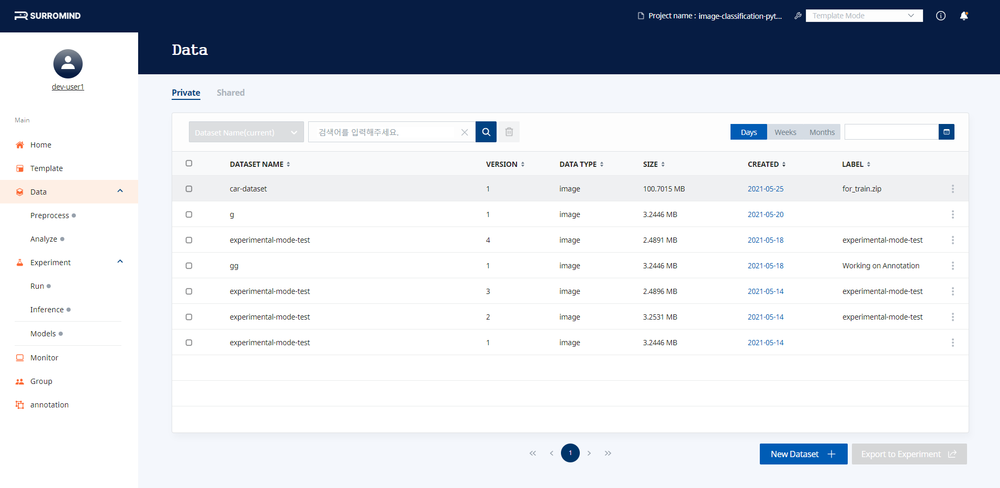 SURROMIND
Project name : image-classification-pyt...
Template Mode
Data
dev-user1
Main
Home
Template
Data
Preprocess
Analyze
Experiment
Run
Inference
Models
Monitor
Group
annotation
Private Shared
Dataset Name(current) 검색어를 입력해주세요. Days Weeks Months
DATASET NAME VERSION DATA TYPE SIZE CREATED LABEL
car-dataset 1 image 100.7015 MB 2021-05-25 for_train.zip
g 1 image 3.2446 MB 2021-05-20
experimental-mode-test 4 image 2.4891 MB 2021-05-18 experimental-mode-test
gg 1 image 3.2446 MB 2021-05-18 Working on Annotation
experimental-mode-test 3 image 2.4896 MB 2021-05-14 experimental-mode-test
experimental-mode-test 2 image 3.2531 MB 2021-05-14 experimental-mode-test
experimental-mode-test 1 image 3.2446 MB 2021-05-14
1
New Dataset
Export to Experiment